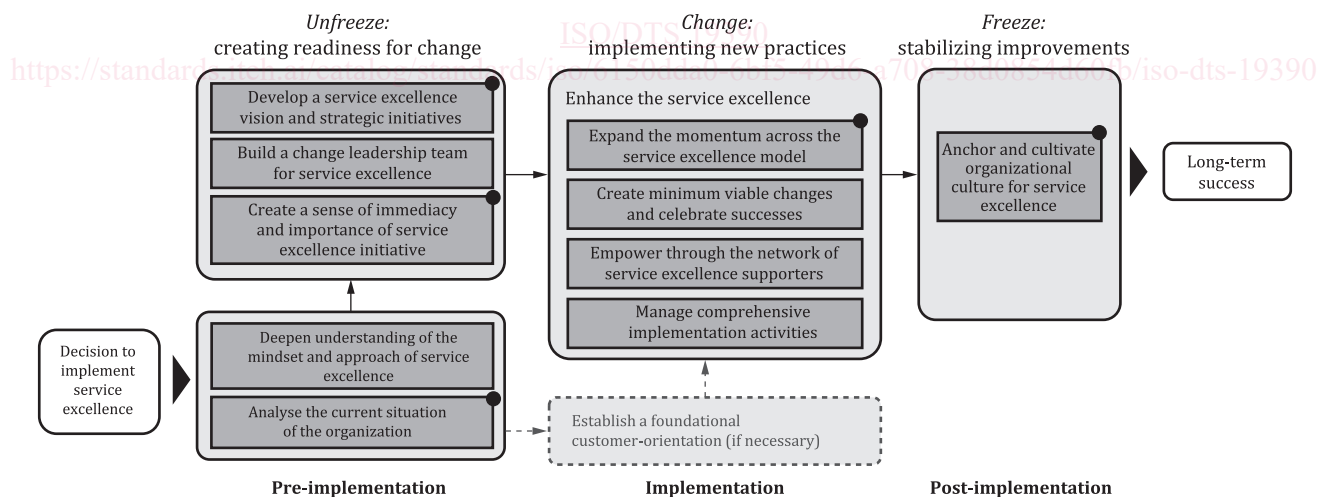 Unfreeze:
creating readiness for change
Change:
implementing new practices
Freeze:
stabilizing improvements
ISO/DTS 19390
https://standards.iteh.ai/catalog/standards/iso/6150dda0-6bf5-49d6-a708-38d0854d60fb/iso-dts-19390
Develop a service excellence
vision and strategic initiatives
Build a change leadership team
for service excellence
Create a sense of immediacy
and importance of service
excellence initiative
Enhance the service excellence
Expand the momentum across the
service excellence model
Create minimum viable changes
and celebrate successes
Empower through the network of
service excellence supporters
Manage comprehensive
implementation activities
Anchor and cultivate
organizational
culture for service
excellence
Long-term
success
Decision to
implement
service
excellence
Deepen understanding of the
mindset and approach of service
excellence
Analyse the current situation
of the organization
Establish a foundational
customer-orientation (if necessary)
Pre-implementation
Implementation
Post-implementation